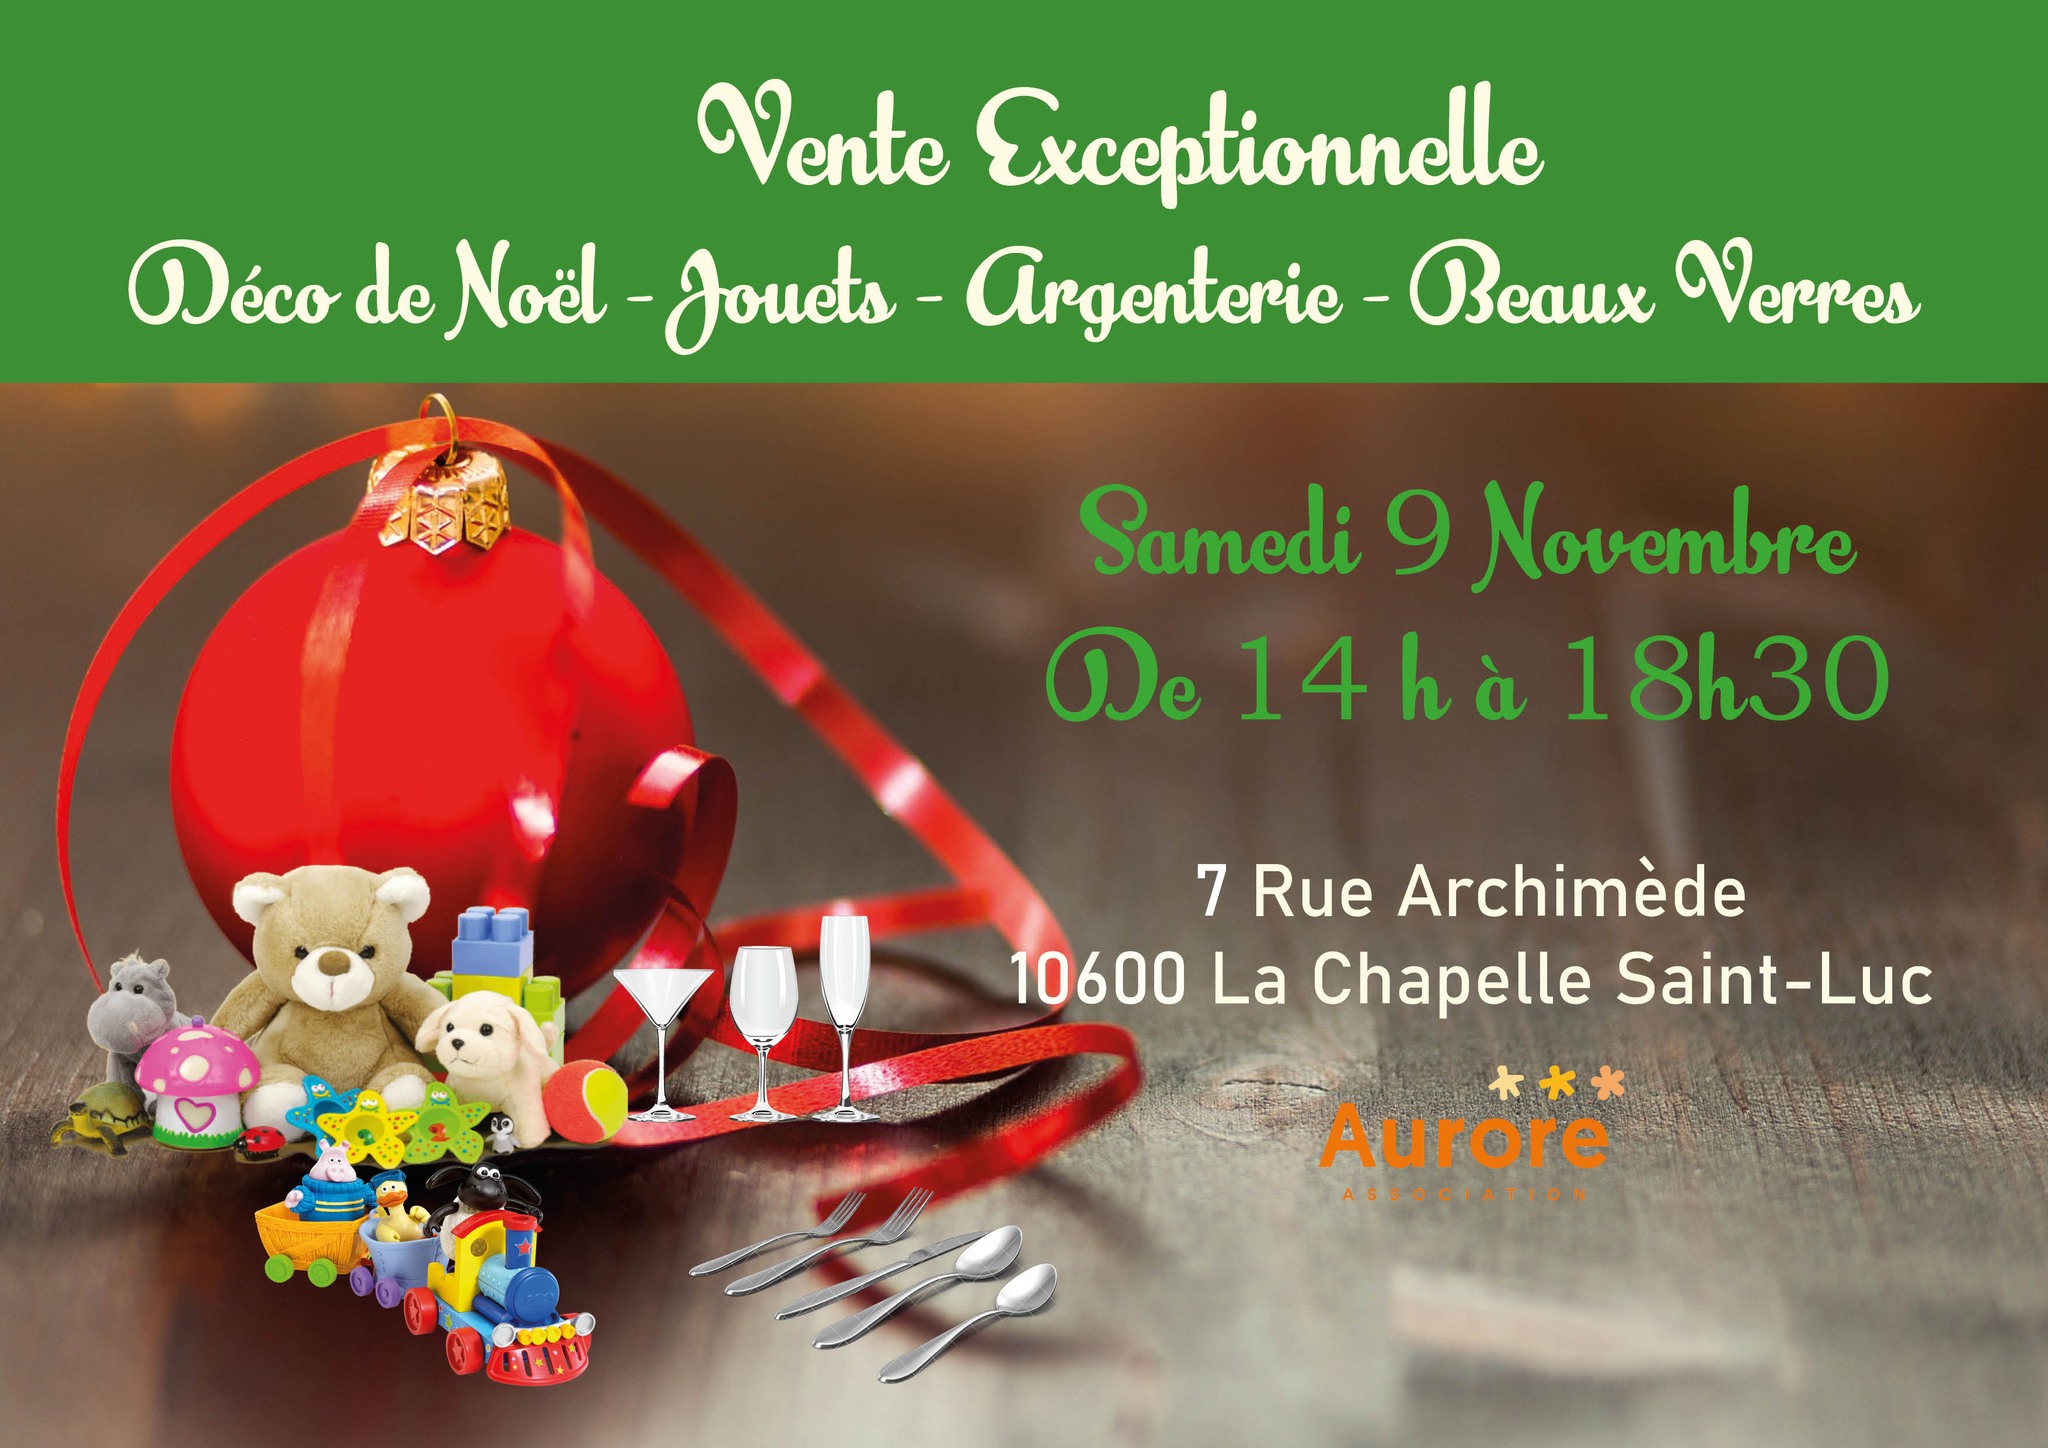 Vente Exceptionnelle
Déco de Noël - Jouets - Argenterie - Beaux Verres
Samedi 9 Novembre
De 14 h à 18h30
7 Rue Archimède
10600 La Chapelle Saint-Luc
Aurore
ASSOCIATION